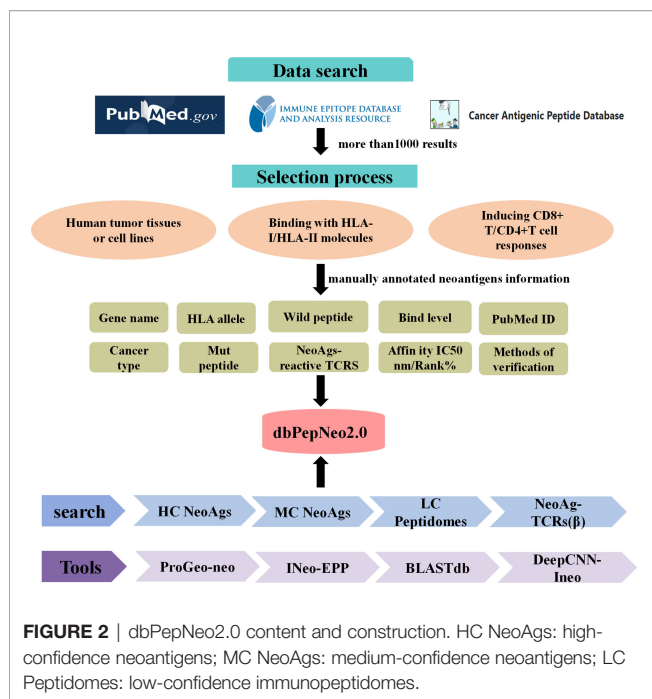 Data search
PubMed.gov
IMMUNE EPITOPE DATABASE
AND ANALYSIS RESOURCE
Cancer Antigenic Peptide Database
more than1000 results
Selection process
Human tumor tissues
or cell lines
Binding with HLA-
I/HLA-II molecules
Inducing CD8+
T/CD4+T cell
responses
manually annotated neoantigens information
Gene name
HLA allele
Wild peptide
Bind level
PubMed ID
Cancer
type
Mut
peptide
NeoAgs-
reactive TCRS
Affin ity IC50
nm/Rank%
Methods of
verification
dbPepNeo2.0
search
HC NeoAgs
MC NeoAgs
LC
Peptidomes
NeoAg-
TCRs(β)
Tools
ProGeo-neo
INeo-EPP
BLASTdb
DeepCNN-
Ineo
FIGURE 2 | dbPepNeo2.0 content and construction. HC NeoAgs: high-
confidence neoantigens; MC NeoAgs: medium-confidence neoantigens; LC
Peptidomes: low-confidence immunopeptidomes.